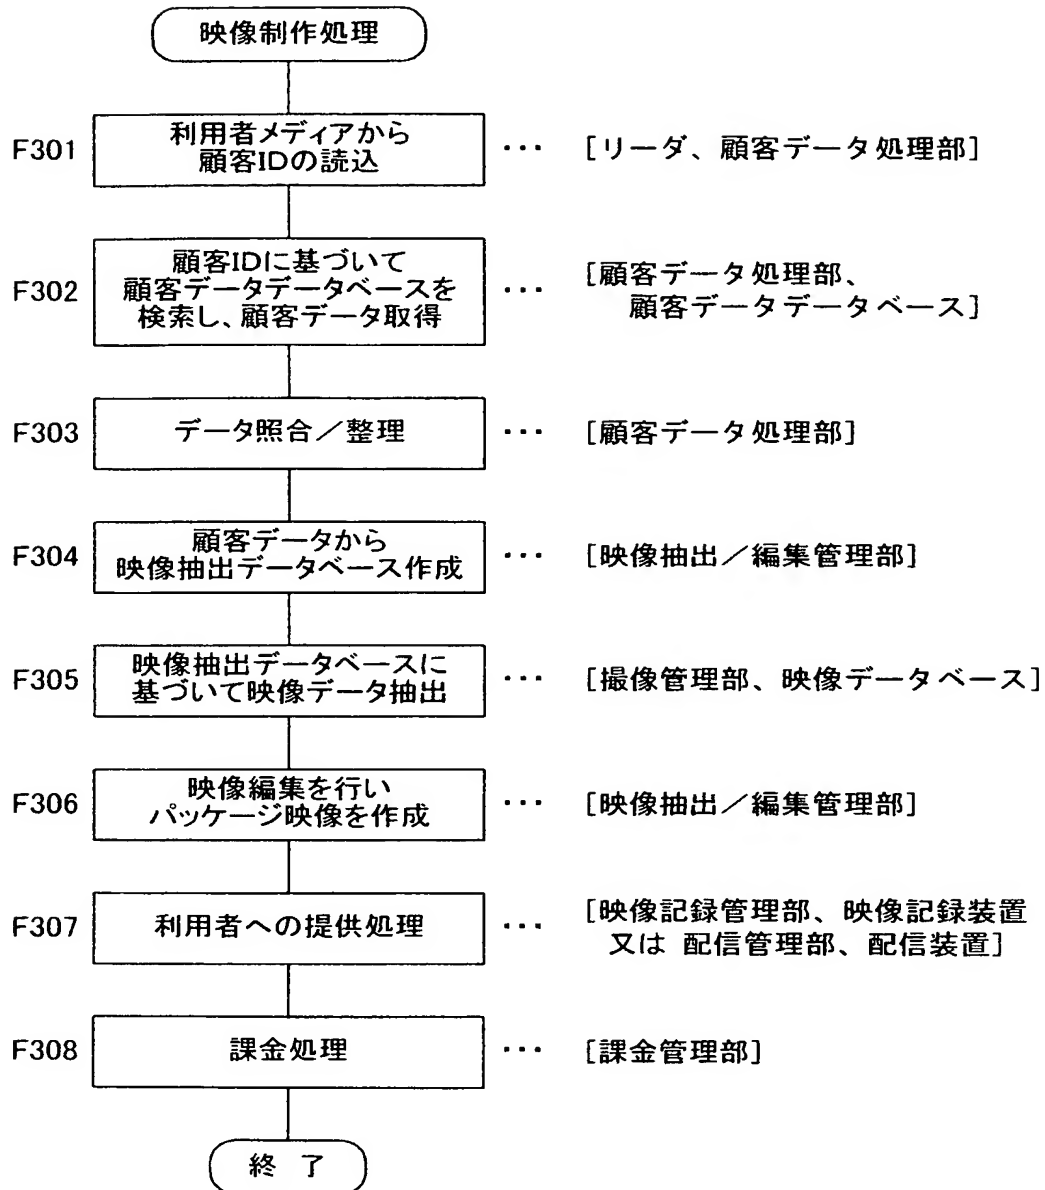 映像制作処理
F301
利用者メディアから
顧客IDの読込
… [リーダ、顧客データ処理部]
F302
顧客IDに基づいて
顧客データデータベースを
検索し、顧客データ取得
… [顧客データ処理部、
顧客データデータベース]
F303
データ照合／整理
… [顧客データ処理部]
F304
顧客データから
映像抽出データベース作成
… [映像抽出／編集管理部]
F305
映像抽出データベースに
基づいて映像データ抽出
… [撮像管理部、映像データベース]
F306
映像編集を行い
パッケージ映像を作成
… [映像抽出／編集管理部]
F307
利用者への提供処理
… [映像記録管理部、映像記録装置
又は 配信管理部、配信装置]
F308
課金処理
… [課金管理部]
終 了